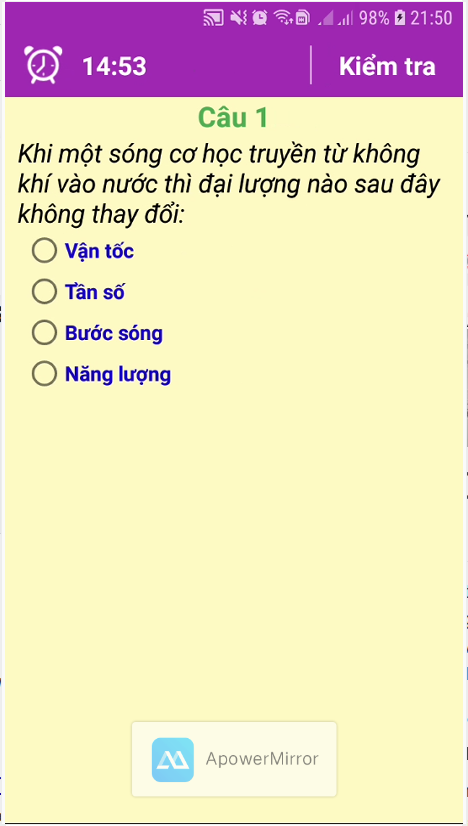 98% 21:50
14:53 Kiểm tra
Câu 1
Khi một sóng cơ học truyền từ không
khí vào nước thì đại lượng nào sau đây
không thay đổi:
Vận tốc
Tần số
Bước sóng
Năng lượng
ApowerMirror